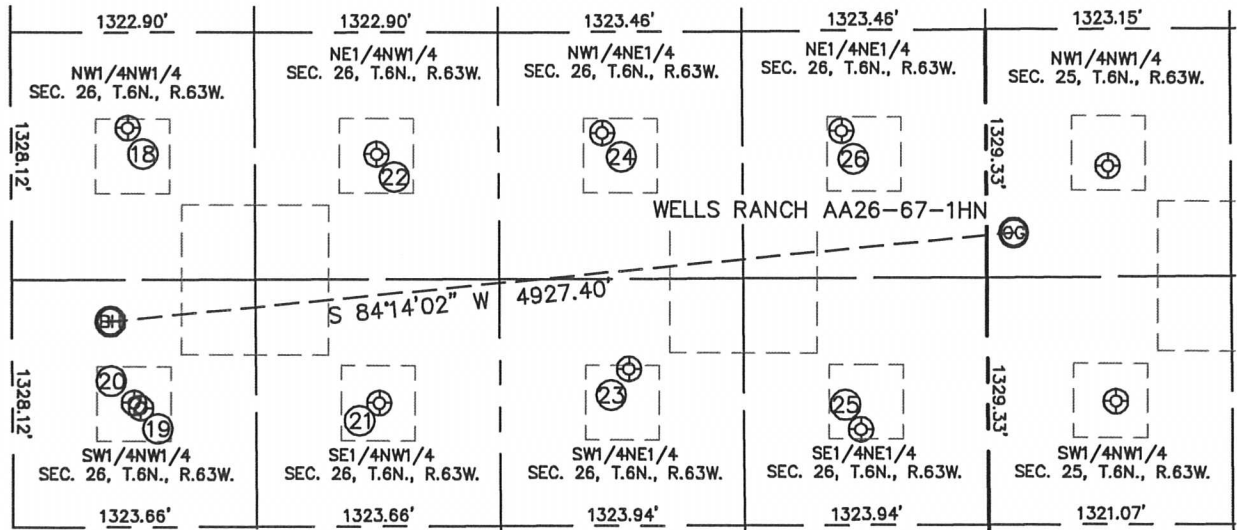 1322.90' 1322.90' 1323.46' 1323.46' 1323.15'
NW1/4NW1/4
SEC. 26, T.6N., R.63W.
NE1/4NW1/4
SEC. 26, T.6N., R.63W.
NW1/4NE1/4
SEC. 26, T.6N., R.63W.
NE1/4NE1/4
SEC. 26, T.6N., R.63W.
NW1/4NW1/4
SEC. 25, T.6N., R.63W.
1328.12'
18
22
24
26
1329.33'
WELLS RANCH AA26-67-1HN
BH
S 84°14'02" W 4927.40'
1328.12'
20
19
21
23
25
1329.33'
SW1/4NW1/4
SEC. 26, T.6N., R.63W.
SE1/4NW1/4
SEC. 26, T.6N., R.63W.
SW1/4NE1/4
SEC. 26, T.6N., R.63W.
SE1/4NE1/4
SEC. 26, T.6N., R.63W.
SW1/4NW1/4
SEC. 25, T.6N., R.63W.
1323.66' 1323.66' 1323.94' 1323.94' 1321.07'